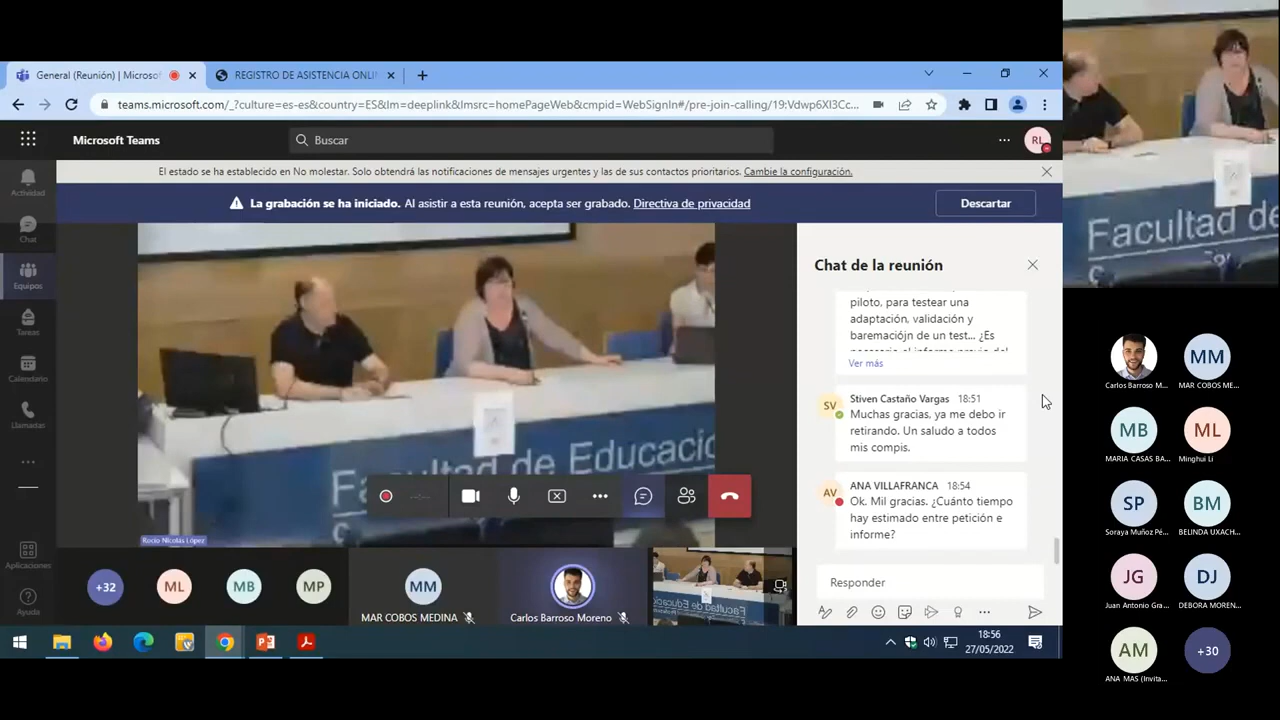 General (Reunión) | Microsof
REGISTRO DE ASISTENCIA ONLI
teams.microsoft.com/_?culture=es-es&country=ES&lm=deeplink&lmsrc=homePageWeb&cmpid=WebSignIn#/pre-join-calling/19:Vdwp6Xl3Cc...
Microsoft Teams
Buscar
RL
El estado se ha establecido en No molestar. Solo obtendrá las notificaciones de mensajes urgentes y las de sus contactos prioritarios. Cambie la configuración.
La grabación se ha iniciado. Al asistir a esta reunión, acepta ser grabado. Directiva de privacidad
Descartar
Actividad
Chat
Equipos
Tareas
Calendario
Llamadas
Aplicaciones
Ayuda
Facultad de Educació
Rocío Nicolás López
Chat de la reunión
piloto, para testear una
adaptación, validación y
baremaciójn de un test... ¿Es
Ver más
SV
Stiven Castaño Vargas 18:51
Muchas gracias, ya me debo ir
retirando. Un saludo a todos
mis compis.
AV
ANA VILLAFRANCA 18:54
Ok. Mil gracias. ¿Cuánto tiempo
hay estimado entre petición e
informe?
Responder
+32
ML
MB
MP
MM
MAR COBOS MEDINA
Carlos Barroso Moreno
18:56
27/05/2022
Facultad de
Carlos Barroso M...
MM
MAR COBOS ME...
MB
MARIA CASAS BA...
ML
Minghui Li
SP
Soraya Muñoz Pé...
BM
BELINDA UXACH...
JG
Juan Antonio Gra...
DJ
DEBORA MOREN...
AM
ANA MAS (Invita...
+30